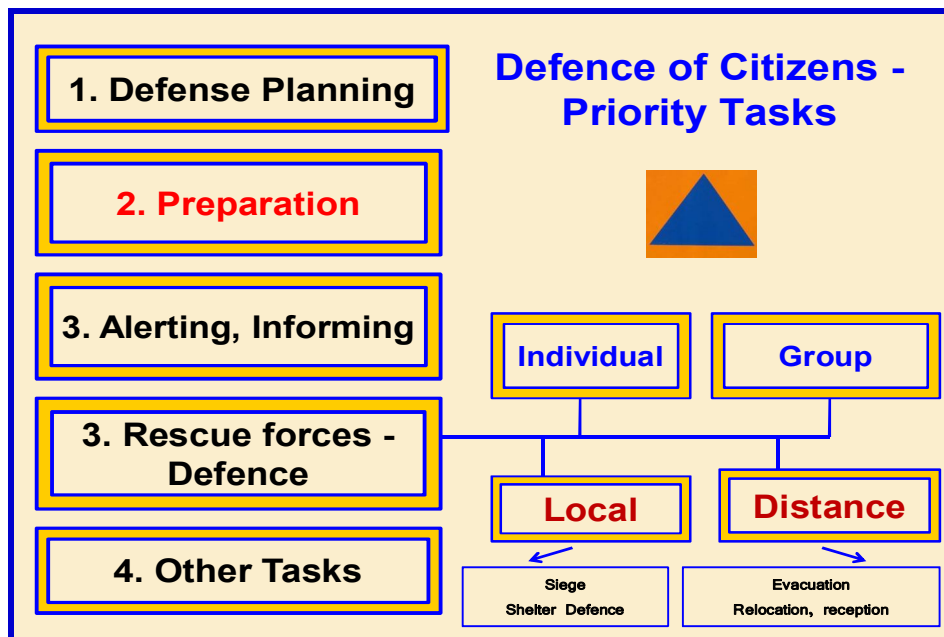 Defence of Citizens -
Priority Tasks
1. Defense Planning
2. Preparation
3. Alerting, Informing
3. Rescue forces -
Defence
4. Other Tasks
Individual
Group
Local
Distance
Siege
Shelter Defence
Evacuation
Relocation, reception